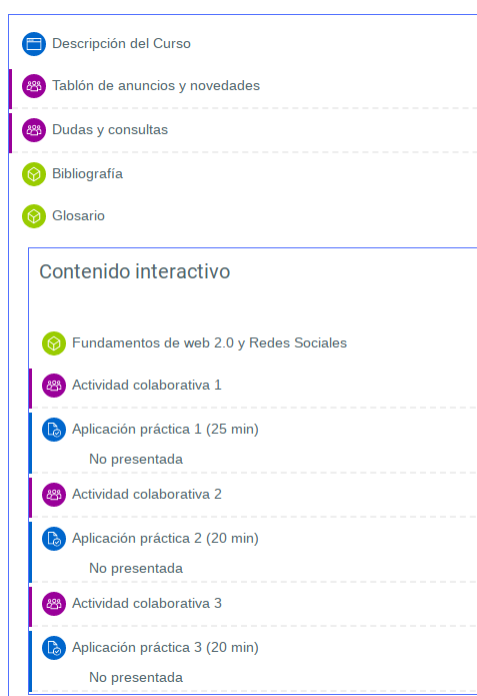 Descripción del Curso
Tablón de anuncios y novedades
Dudas y consultas
Bibliografía
Glosario
Contenido interactivo
Fundamentos de web 2.0 y Redes Sociales
Actividad colaborativa 1
Aplicación práctica 1 (25 min)
No presentada
Actividad colaborativa 2
Aplicación práctica 2 (20 min)
No presentada
Actividad colaborativa 3
Aplicación práctica 3 (20 min)
No presentada